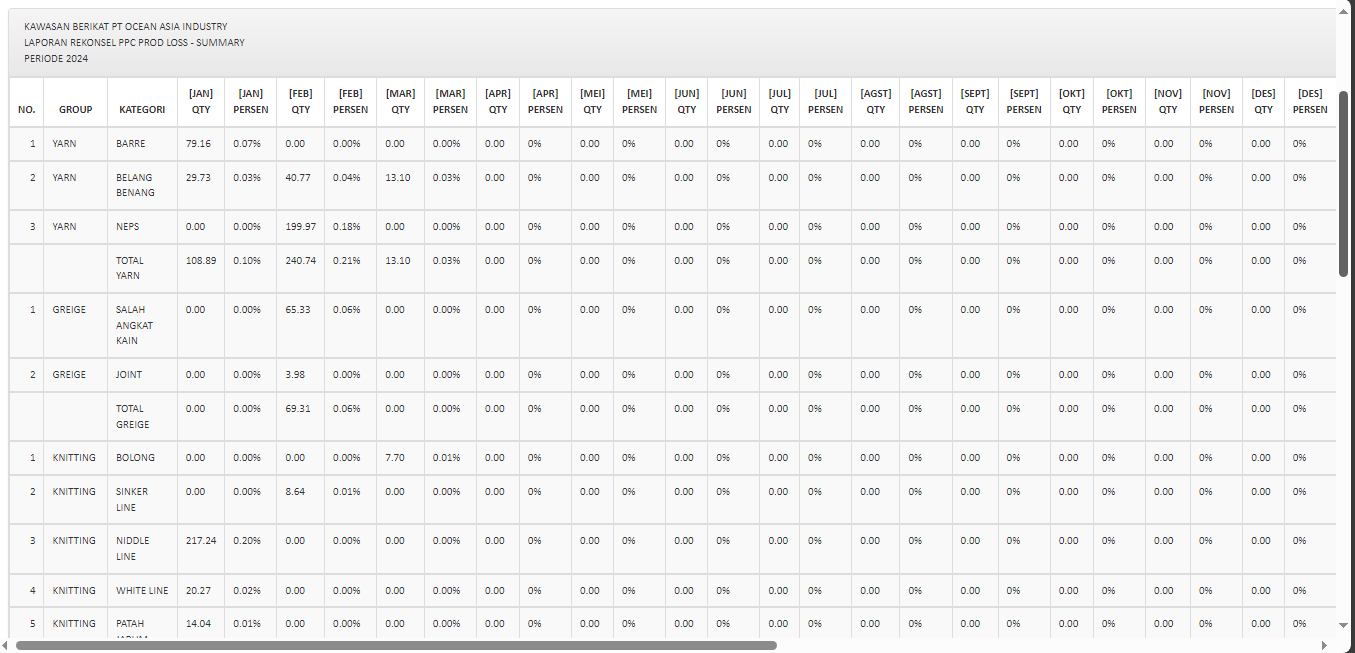 KAWASAN BERIKAT PT OCEAN ASIA INDUSTRY
LAPORAN REKONSEL PPC PROD LOSS - SUMMARY
PERIODE 2024
NO. GROUP KATEGORI [JAN] QTY [JAN] PERSEN [FEB] QTY [FEB] PERSEN [MAR] QTY [MAR] PERSEN [APR] QTY [APR] PERSEN [MEI] QTY [MEI] PERSEN [JUN] QTY [JUN] PERSEN [JUL] QTY [JUL] PERSEN [AGST] QTY [AGST] PERSEN [SEPT] QTY [SEPT] PERSEN [OKT] QTY [OKT] PERSEN [NOV] QTY [NOV] PERSEN [DES] QTY [DES] PERSEN
1 YARN BARRE 79.16 0.07% 0.00 0.00% 0.00 0.00% 0.00 0% 0.00 0% 0.00 0% 0.00 0% 0.00 0% 0.00 0% 0.00 0% 0.00 0% 0.00 0%
2 YARN BELANG BENANG 29.73 0.03% 40.77 0.04% 13.10 0.03% 0.00 0% 0.00 0% 0.00 0% 0.00 0% 0.00 0% 0.00 0% 0.00 0% 0.00 0% 0.00 0%
3 YARN NEPS 0.00 0.00% 199.97 0.18% 0.00 0.00% 0.00 0% 0.00 0% 0.00 0% 0.00 0% 0.00 0% 0.00 0% 0.00 0% 0.00 0% 0.00 0%
TOTAL YARN 108.89 0.10% 240.74 0.21% 13.10 0.03% 0.00 0% 0.00 0% 0.00 0% 0.00 0% 0.00 0% 0.00 0% 0.00 0% 0.00 0% 0.00 0%
1 GREIGE SALAH ANGKAT KAIN 0.00 0.00% 65.33 0.06% 0.00 0.00% 0.00 0% 0.00 0% 0.00 0% 0.00 0% 0.00 0% 0.00 0% 0.00 0% 0.00 0% 0.00 0%
2 GREIGE JOINT 0.00 0.00% 3.98 0.00% 0.00 0.00% 0.00 0% 0.00 0% 0.00 0% 0.00 0% 0.00 0% 0.00 0% 0.00 0% 0.00 0% 0.00 0%
TOTAL GREIGE 0.00 0.00% 69.31 0.06% 0.00 0.00% 0.00 0% 0.00 0% 0.00 0% 0.00 0% 0.00 0% 0.00 0% 0.00 0% 0.00 0% 0.00 0%
1 KNITTING BOLONG 0.00 0.00% 0.00 0.00% 7.70 0.01% 0.00 0% 0.00 0% 0.00 0% 0.00 0% 0.00 0% 0.00 0% 0.00 0% 0.00 0% 0.00 0%
2 KNITTING SINKER LINE 0.00 0.00% 8.64 0.01% 0.00 0.00% 0.00 0% 0.00 0% 0.00 0% 0.00 0% 0.00 0% 0.00 0% 0.00 0% 0.00 0% 0.00 0%
3 KNITTING NIDDLE LINE 217.24 0.20% 0.00 0.00% 0.00 0.00% 0.00 0% 0.00 0% 0.00 0% 0.00 0% 0.00 0% 0.00 0% 0.00 0% 0.00 0% 0.00 0%
4 KNITTING WHITE LINE 20.27 0.02% 0.00 0.00% 0.00 0.00% 0.00 0% 0.00 0% 0.00 0% 0.00 0% 0.00 0% 0.00 0% 0.00 0% 0.00 0% 0.00 0%
5 KNITTING PATAH 14.04 0.01% 0.00 0.00% 0.00 0.00% 0.00 0% 0.00 0% 0.00 0% 0.00 0% 0.00 0% 0.00 0% 0.00 0% 0.00 0% 0.00 0%